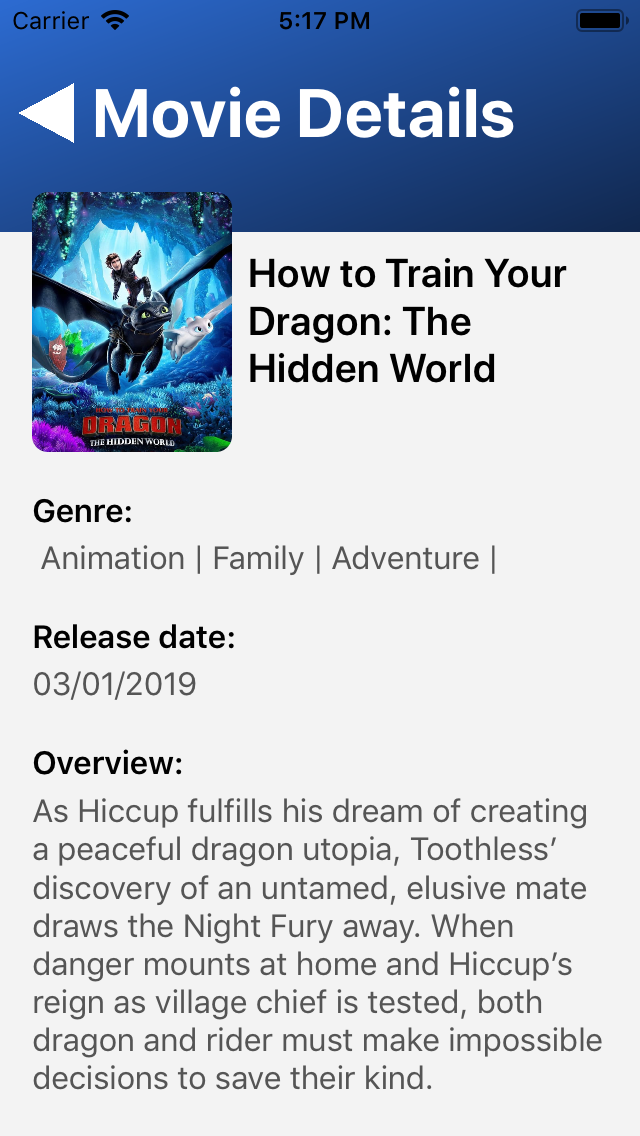 Carrier 5:17 PM
Movie Details
How to Train Your
Dragon: The
Hidden World
HOW TO TRAIN YOUR
DRAGON
THE HIDDEN WORLD
Genre:
Animation | Family | Adventure |
Release date:
03/01/2019
Overview:
As Hiccup fulfills his dream of creating
a peaceful dragon utopia, Toothless’
discovery of an untamed, elusive mate
draws the Night Fury away. When
danger mounts at home and Hiccup’s
reign as village chief is tested, both
dragon and rider must make impossible
decisions to save their kind.